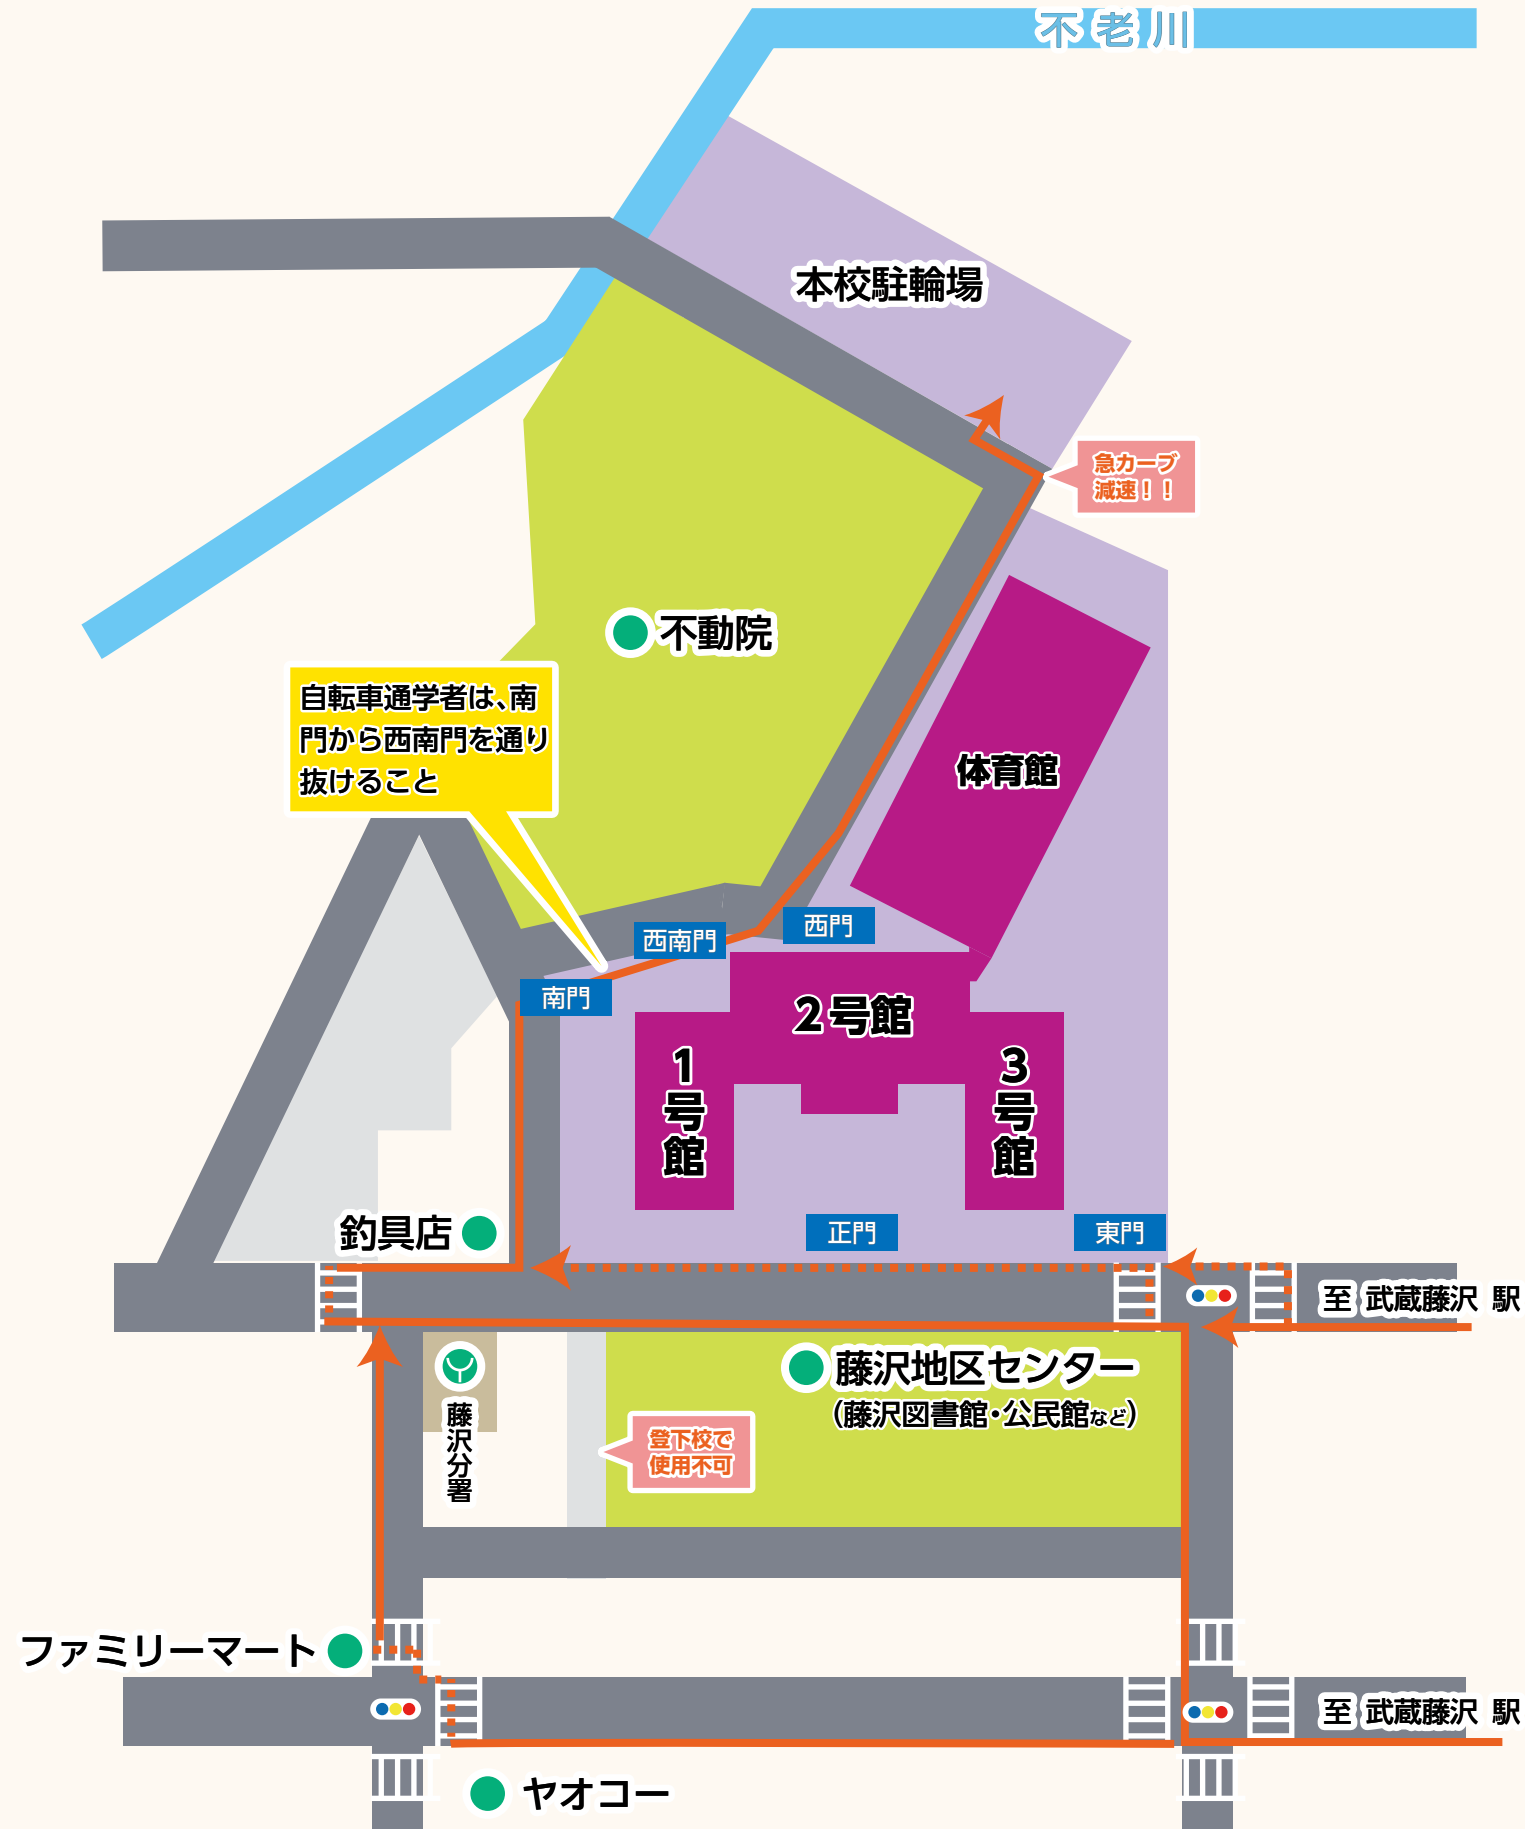 不老川
本校駐輪場
急カーブ
減速！！
不動院
自転車通学者は、南
門から西南門を通り
抜けること
体育館
西門
西南門
南門
2号館
1号館
3号館
釣具店
正門
東門
至 武蔵藤沢 駅
藤沢地区センター
（藤沢図書館・公民館など）
藤沢分署
登下校で
使用不可
ファミリーマート
至 武蔵藤沢 駅
ヤオコー